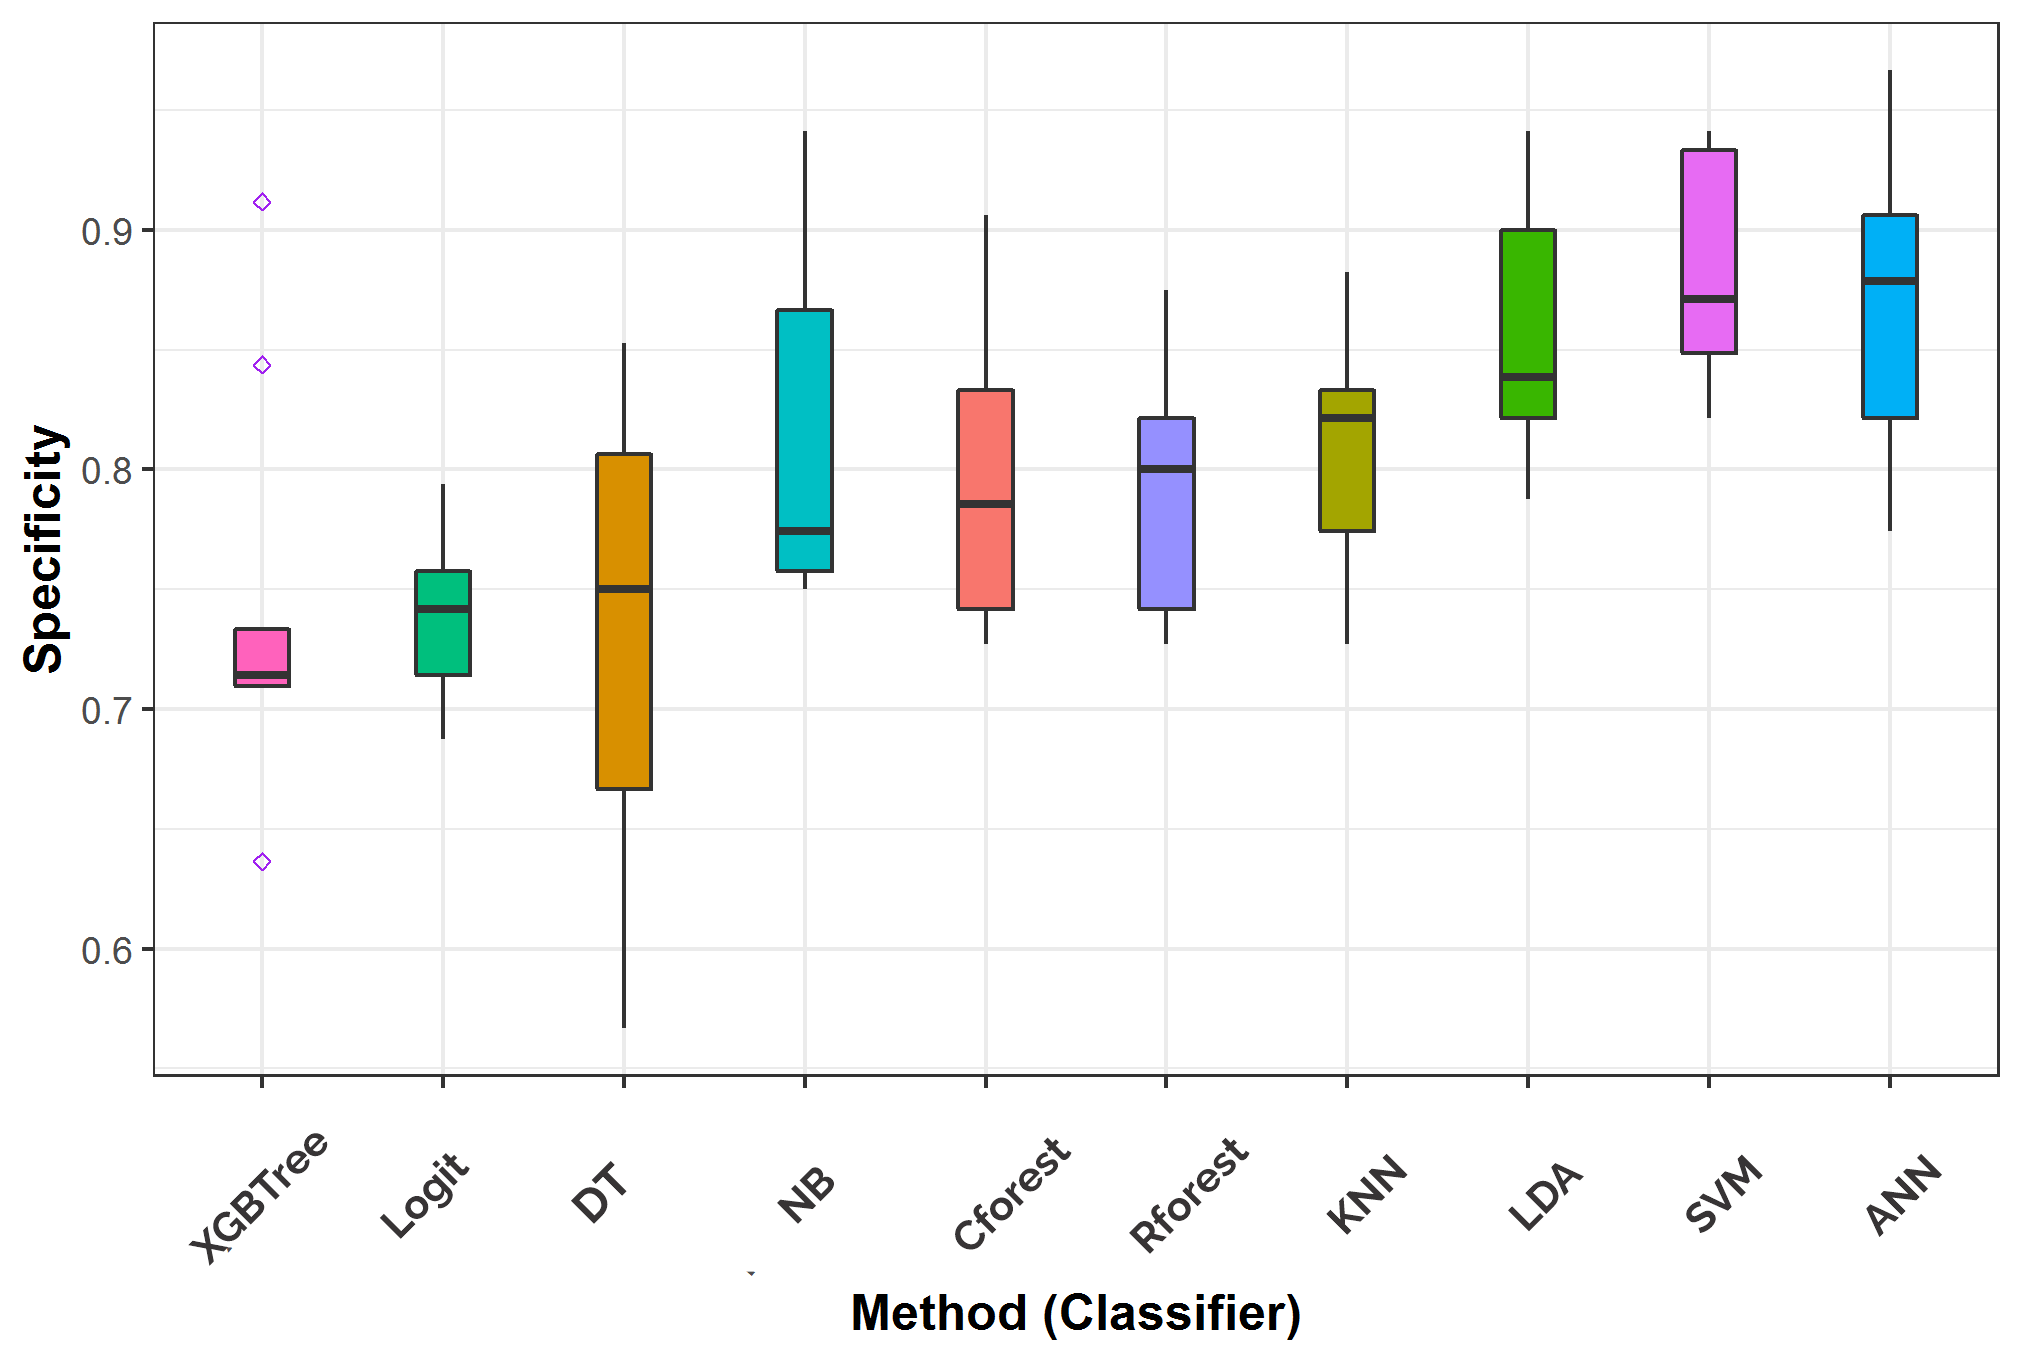 Specificity
0.9
0.8
0.7
0.6
XGBTree
Logit
DT
NB
Cforest
Rforest
KNN
LDA
SVM
ANN
Method (Classifier)